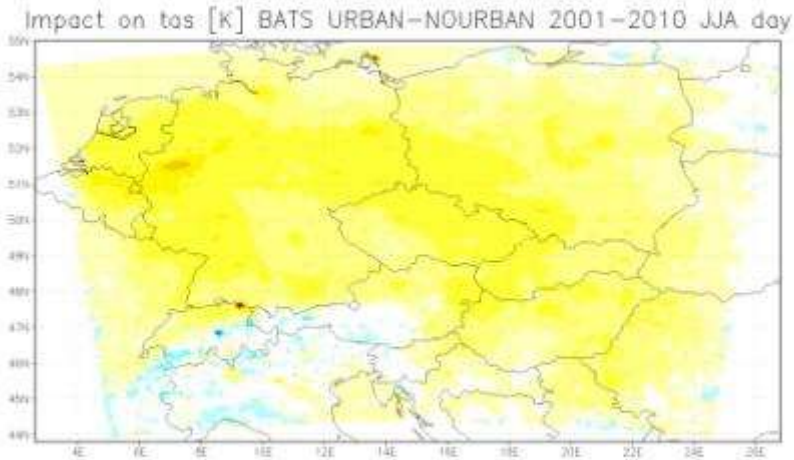 Impact on tas [K] BATS URBAN-NOURBAN 2001-2010 JJA day
55N
54N
53N
52N
51N
50N
49N
48N
47N
46N
45N
44N
4E 6E 8E 10E 12E 14E 16E 18E 20E 22E 24E 26E